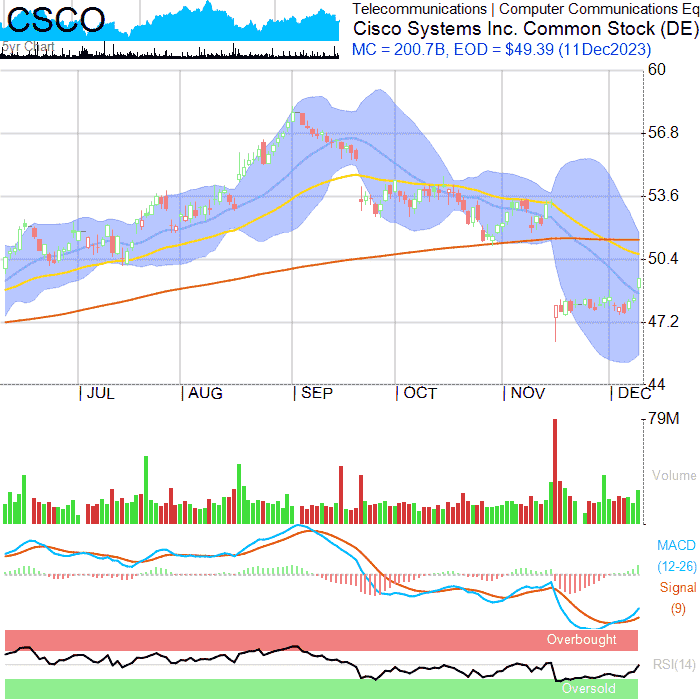 CSCO
5yr Chart
Telecommunications | Computer Communications Eq
Cisco Systems Inc. Common Stock (DE)
MC = 200.7B, EOD = $49.39 (11Dec2023)
60
56.8
53.6
50.4
47.2
44
JUL
AUG
SEP
OCT
NOV
DEC
79M
Volume
MACD
(12-26)
Signal
(9)
Overbought
RSI(14)
Oversold